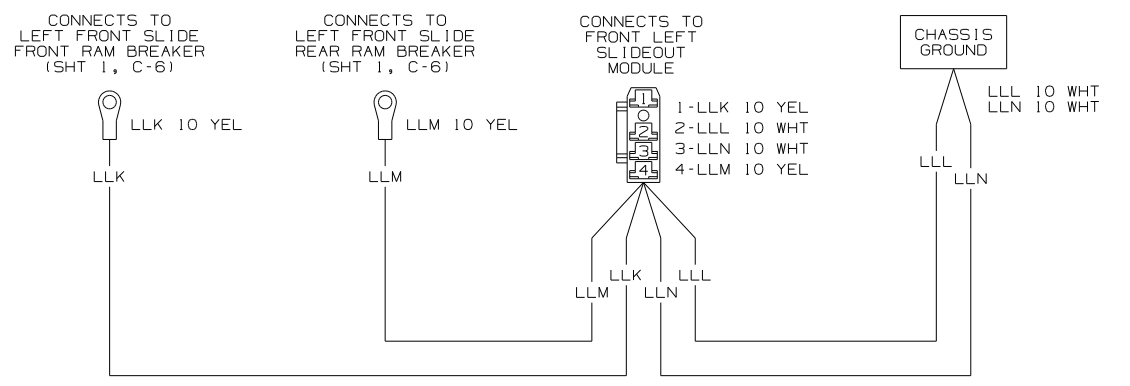 CONNECTS TO
LEFT FRONT SLIDE
FRONT RAM BREAKER
(SHT 1, C-6)
LLK 10 YEL
LLK
CONNECTS TO
LEFT FRONT SLIDE
REAR RAM BREAKER
(SHT 1, C-6)
LLM 10 YEL
LLM
CONNECTS TO
FRONT LEFT
SLIDEOUT
MODULE
1
2
3
4
1-LLK 10 YEL
2-LLL 10 WHT
3-LLN 10 WHT
4-LLM 10 YEL
CHASSIS
GROUND
LLL 10 WHT
LLN 10 WHT
LLL
LLN
LLK
LLL
LLM
LLN